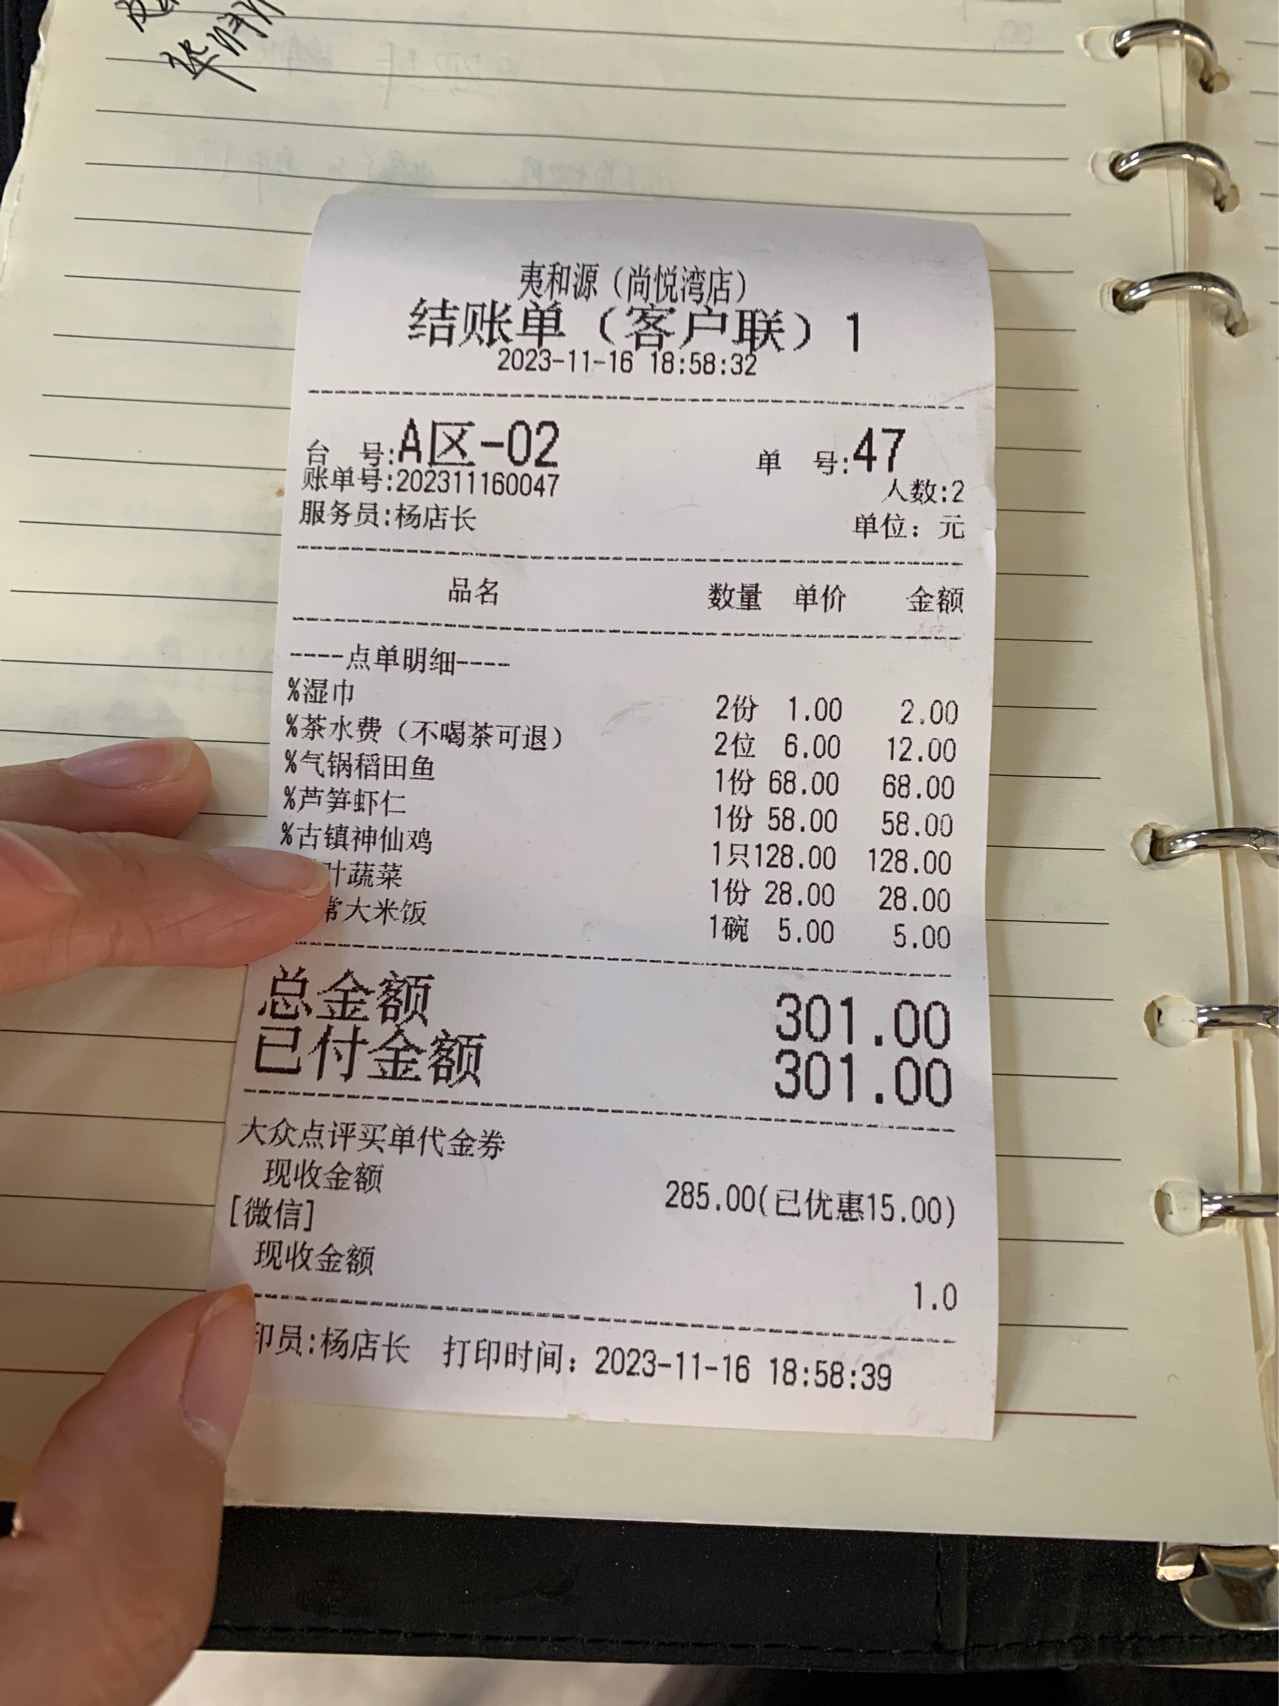 夷和源（尚悦湾店）
结账单（客户联）1
2023-11-16 18:58:32
台 号:A区-02 单 号:47
账单号:202311160047 人数:2
服务员:杨店长 单位：元
品名 数量 单价 金额
----点单明细----
%湿巾 2份 1.00 2.00
%茶水费（不喝茶可退） 2位 6.00 12.00
%气锅稻田鱼 1份 68.00 68.00
%芦笋虾仁 1份 58.00 58.00
%古镇神仙鸡 1只 128.00 128.00
叶蔬菜 1份 28.00 28.00
常大米饭 1碗 5.00 5.00
总金额 301.00
已付金额 301.00
大众点评买单代金券
现收金额 285.00(已优惠15.00)
[微信]
现收金额 1.0
印员:杨店长 打印时间：2023-11-16 18:58:39